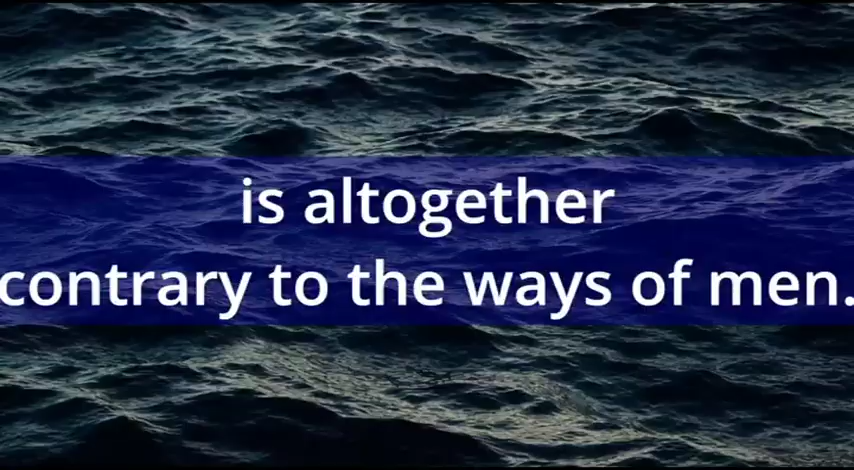 is altogether
contrary to the ways of men.